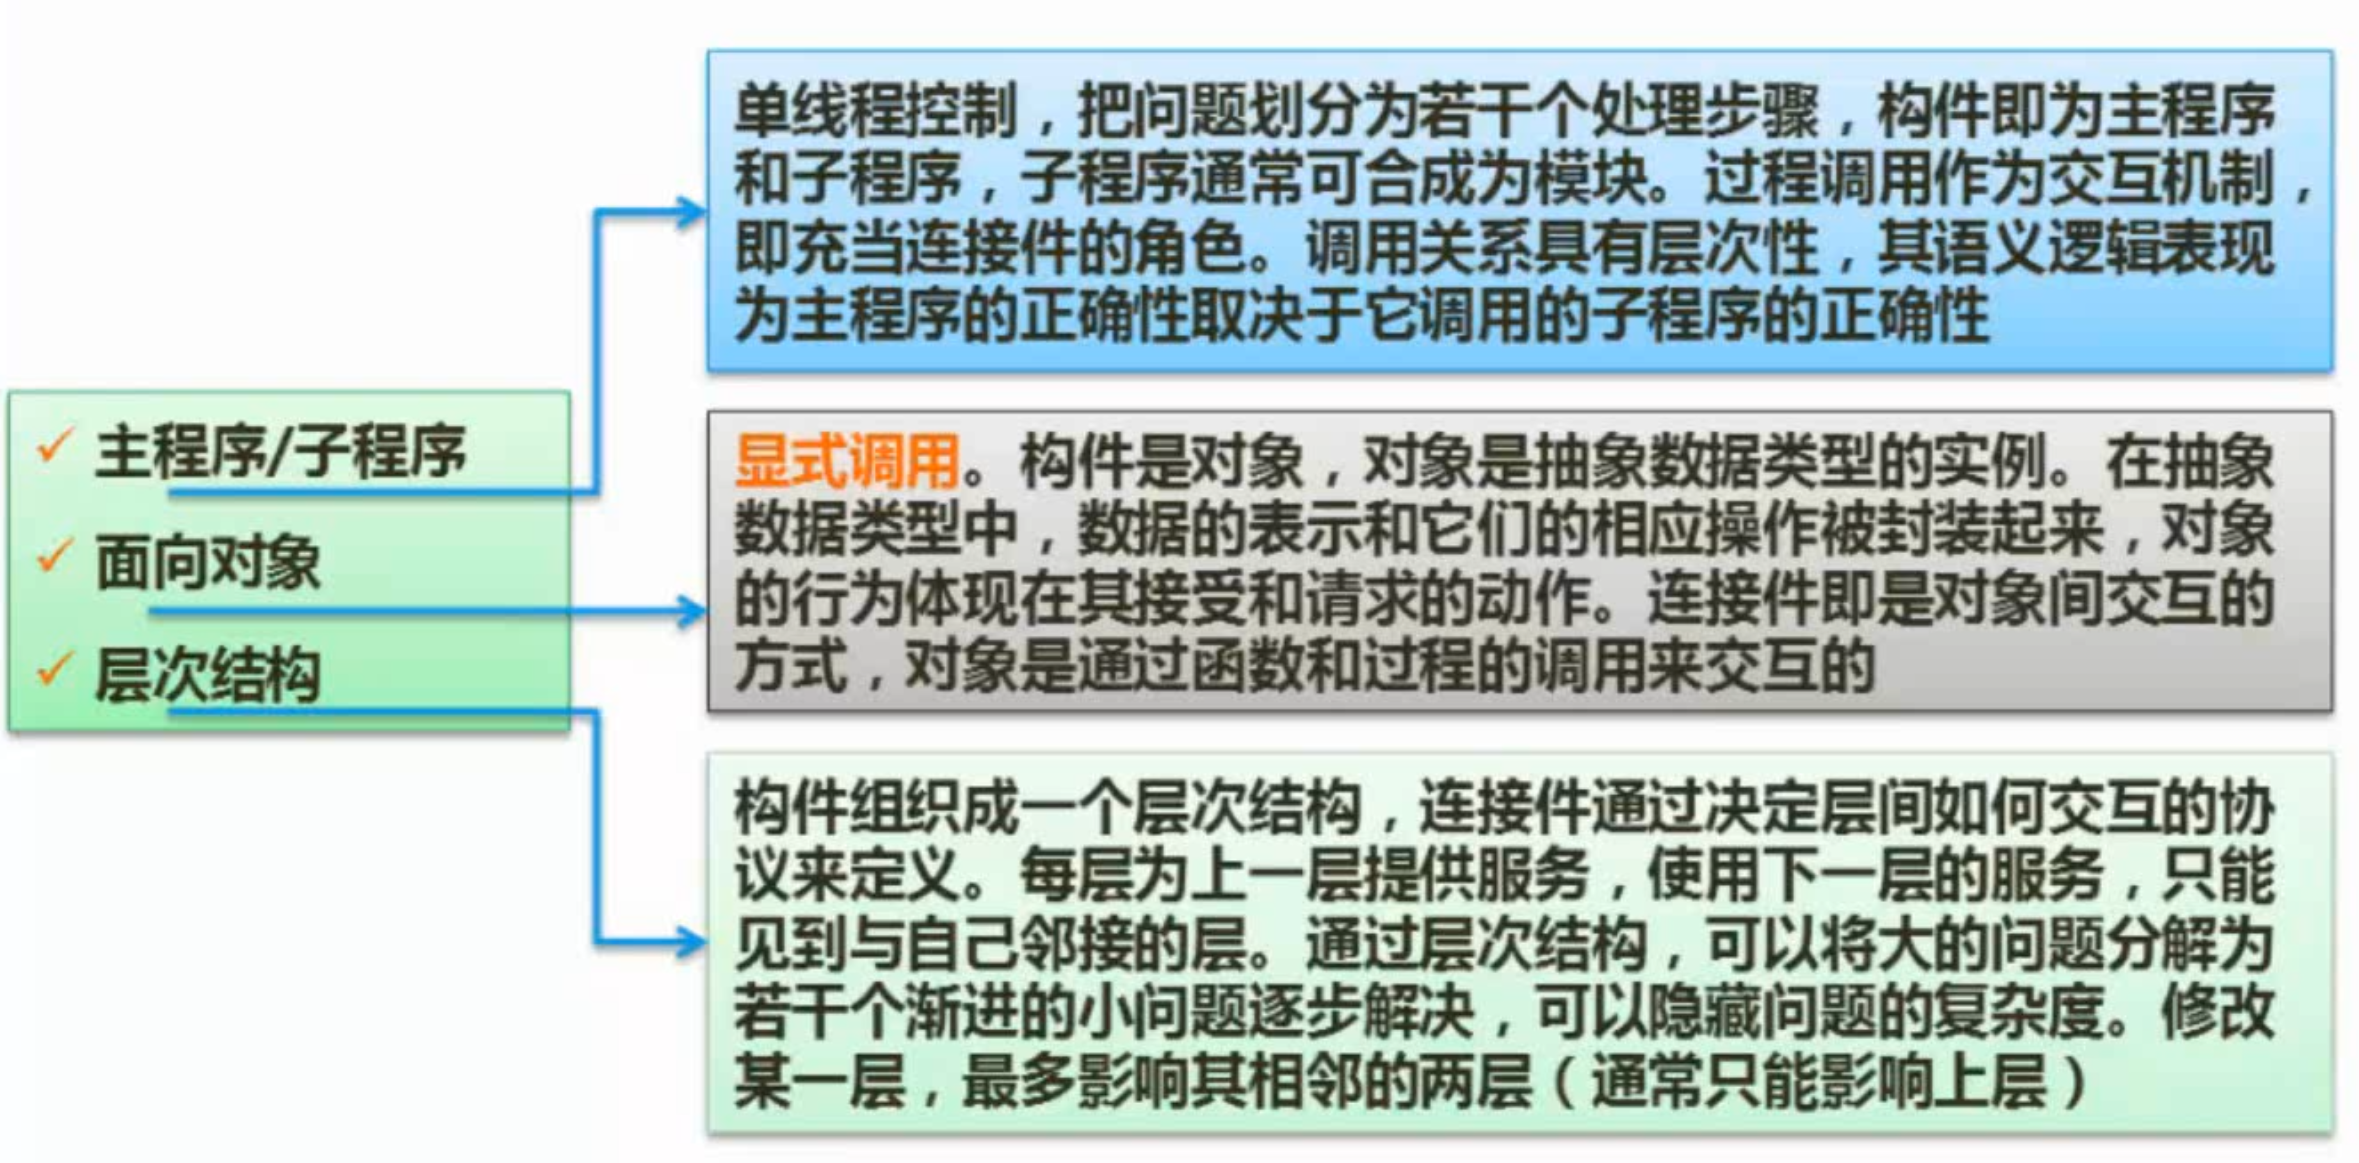 单线程控制，把问题划分为若干个处理步骤，构件即为主程序
和子程序，子程序通常可合成为模块。过程调用作为交互机制，
即充当连接件的角色。调用关系具有层次性，其语义逻辑表现
为主程序的正确性取决于它调用的子程序的正确性
主程序/子程序
面向对象
层次结构
显式调用。构件是对象，对象是抽象数据类型的实例。在抽象
数据类型中，数据的表示和它们的相应操作被封装起来，对象
的行为体现在其接受和请求的动作。连接件即是对象间交互的
方式，对象是通过函数和过程的调用来交互的
构件组织成一个层次结构，连接件通过决定层间如何交互的协
议来定义。每层为上一层提供服务，使用下一层的服务，只能
见到与自己邻接的层。通过层次结构，可以将大的问题分解为
若干个渐进的小问题逐步解决，可以隐藏问题的复杂度。修改
某一层，最多影响其相邻的两层（通常只能影响上层）